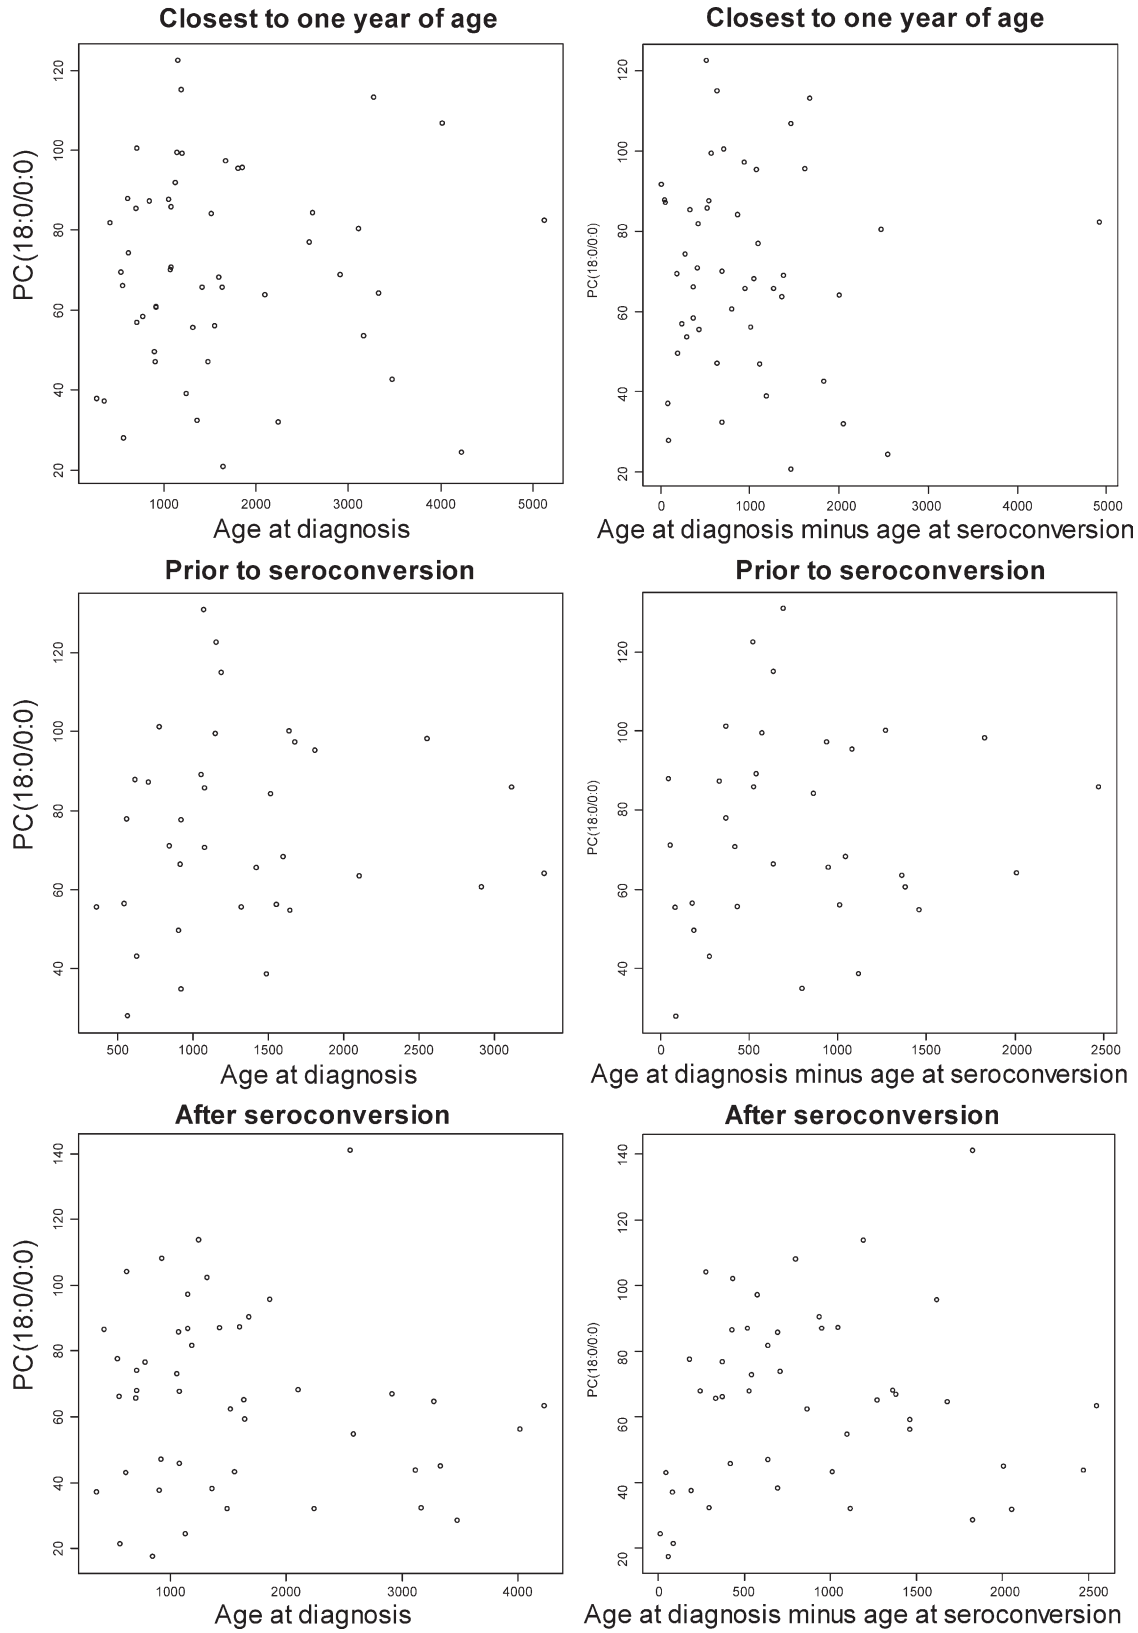 Closest to one year of age
Closest to one year of age
PC(18:0/0:0)
20 40 60 80 100 120
1000 2000 3000 4000 5000
Age at diagnosis
PC(18:0/0:0)
20 40 60 80 100 120
0 1000 2000 3000 4000 5000
Age at diagnosis minus age at seroconversion
Prior to seroconversion
Prior to seroconversion
PC(18:0/0:0)
40 60 80 100 120
500 1000 1500 2000 2500 3000
Age at diagnosis
PC(18:0/0:0)
40 60 80 100 120
0 500 1000 1500 2000 2500
Age at diagnosis minus age at seroconversion
After seroconversion
After seroconversion
PC(18:0/0:0)
20 40 60 80 100 120 140
1000 2000 3000 4000
Age at diagnosis
PC(18:0/0:0)
20 40 60 80 100 120 140
0 500 1000 1500 2000 2500
Age at diagnosis minus age at seroconversion